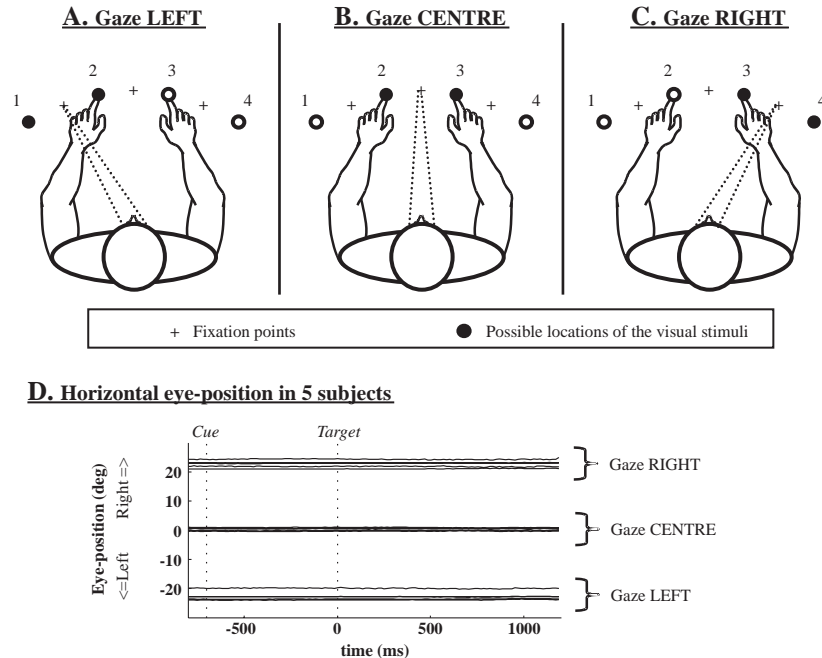 A. Gaze LEFT
B. Gaze CENTRE
C. Gaze RIGHT
1 + 2 + 3 + 4
1 + 2 + 3 + 4
1 + 2 + 3 + 4
+ Fixation points
Possible locations of the visual stimuli
D. Horizontal eye-position in 5 subjects
Cue
Target
Eye-position (deg)
<=Left Right =>
20
10
0
-10
-20
Gaze RIGHT
Gaze CENTRE
Gaze LEFT
-500 0 500 1000
time (ms)